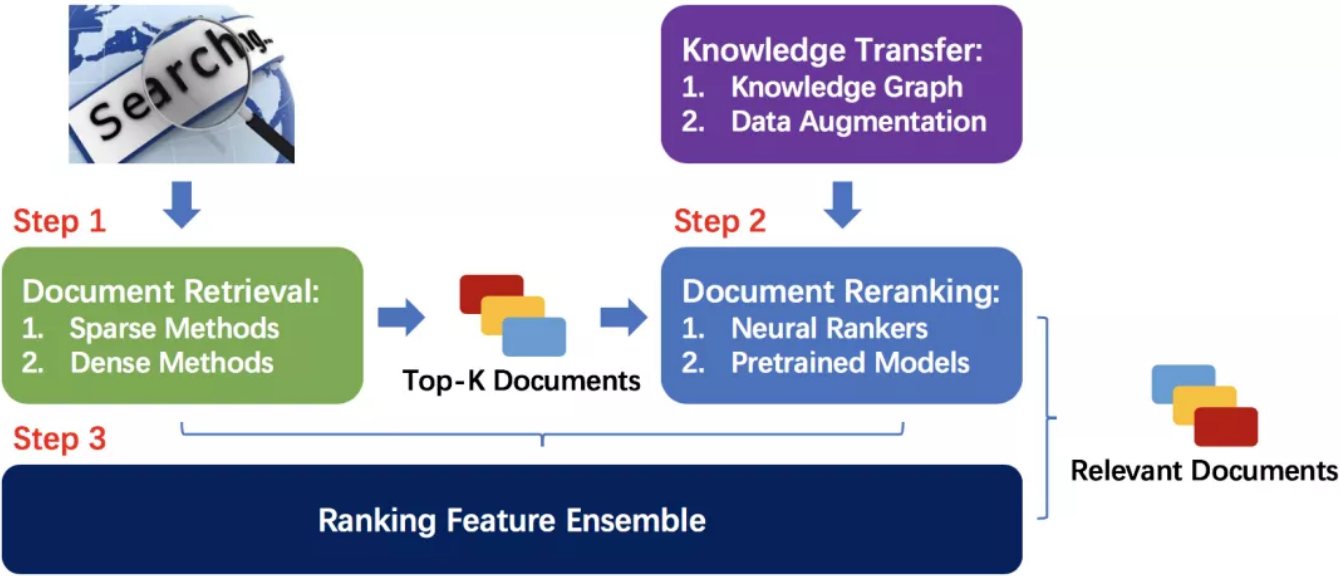 Searching...
Knowledge Transfer:
1. Knowledge Graph
2. Data Augmentation
Step 1
Step 2
Document Retrieval:
1. Sparse Methods
2. Dense Methods
Top-K Documents
Document Reranking:
1. Neural Rankers
2. Pretrained Models
Step 3
Ranking Feature Ensemble
Relevant Documents